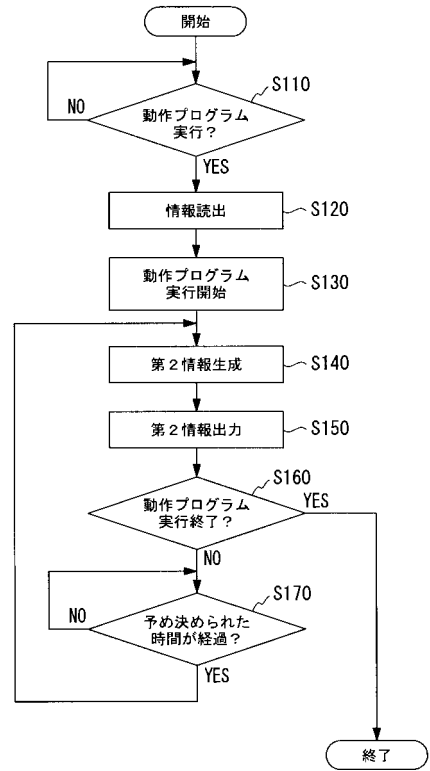 開始
S110
動作プログラム
実行？
NO
YES
情報読出
S120
動作プログラム
実行開始
S130
第２情報生成
S140
第２情報出力
S150
S160
動作プログラム
実行終了？
YES
NO
S170
予め決められた
時間が経過？
NO
YES
終了